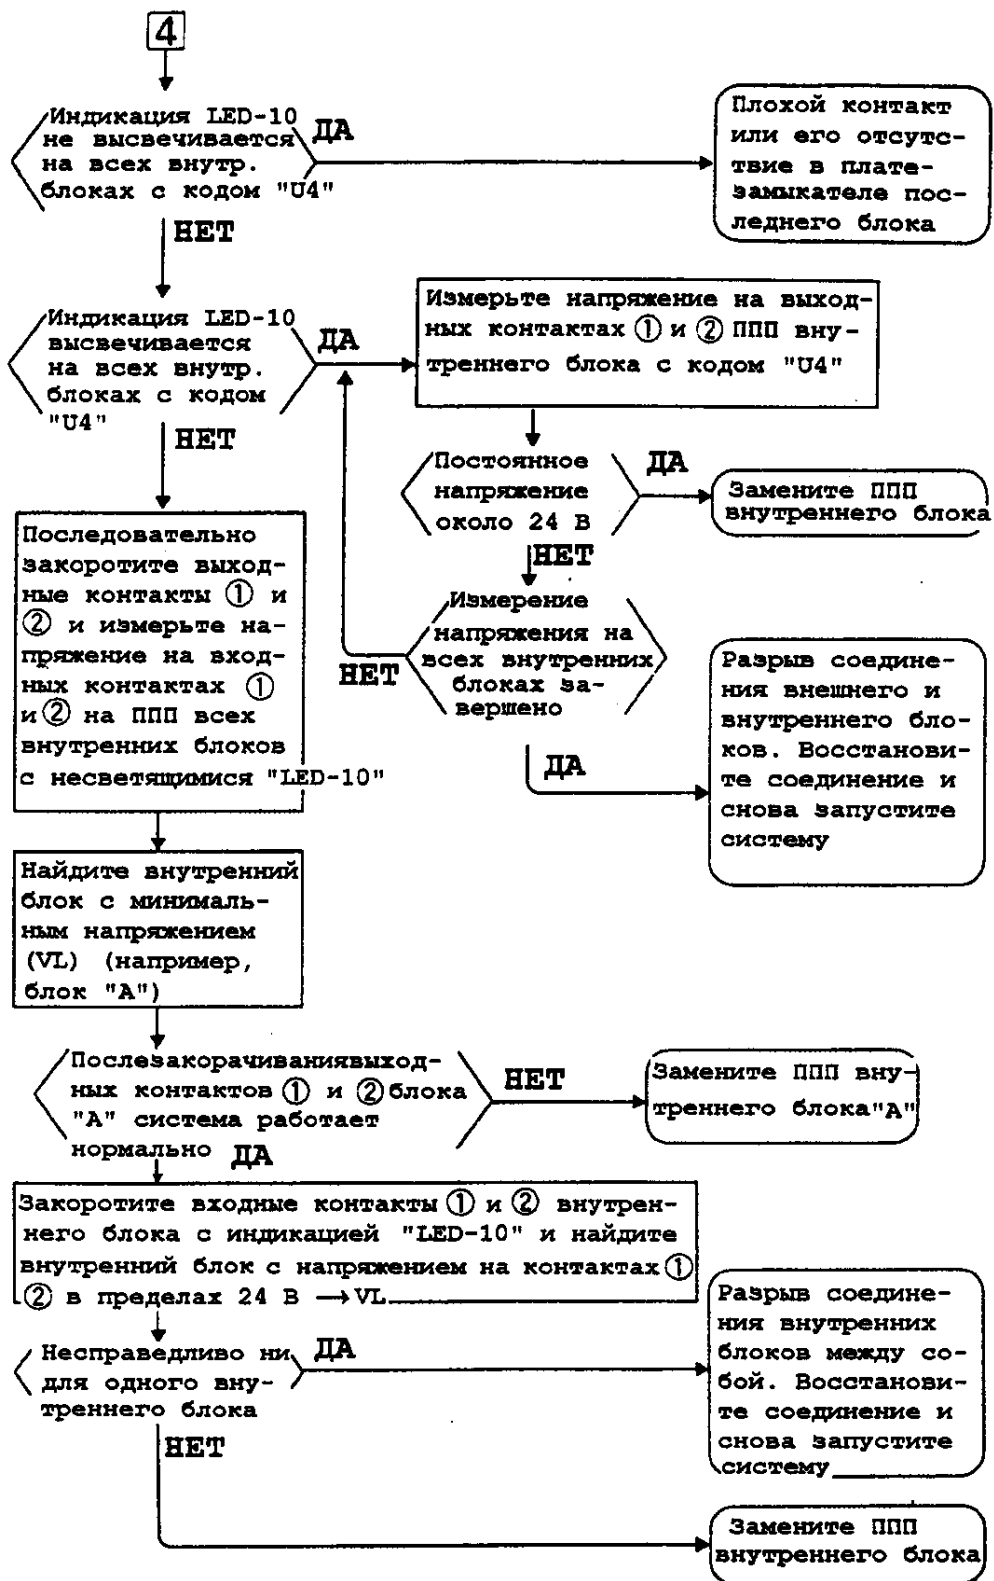 4
Индикация LED-10
не высвечивается
на всех внутр.
блоках с кодом "U4"
ДА
Плохой контакт
или его отсутс-
твие в плате-
замыкателе пос-
леднего блока
НЕТ
Индикация LED-10
высвечивается
на всех внутр.
блоках с кодом
"U4"
ДА
Измерьте напряжение на выход-
ных контактах ① и ② ППП вну-
треннего блока с кодом "U4"
НЕТ
Постоянное
напряжение
около 24 В
ДА
Замените ППП
внутреннего блока
НЕТ
Измерение
напряжения на
всех внутренних
блоках за-
вершено
НЕТ
ДА
Разрыв соедине-
ния внешнего и
внутреннего бло-
ков. Восстанови-
те соединение и
снова запустите
систему
Последовательно
закоротите выход-
ные контакты ① и
② и измерьте на-
пряжение на вход-
ных контактах ①
и ② на ППП всех
внутренних блоков
с несветящимися "LED-10"
Найдите внутренний
блок с минималь-
ным напряжением
(VL) (например,
блок "А")
Послезакорачиваниявыход-
ных контактов ① и ② блока
"А" система работает
нормально
НЕТ
Замените ППП вну-
треннего блока"А"
ДА
Закоротите входные контакты ① и ② внутрен-
него блока с индикацией "LED-10" и найдите
внутренний блок с напряжением на контактах ①
② в пределах 24 В → VL
Несправедливо ни
для одного вну-
треннего блока
ДА
Разрыв соедине-
ния внутренних
блоков между со-
бой. Восстанови-
те соединение и
снова запустите
систему
НЕТ
Замените ППП
внутреннего блока